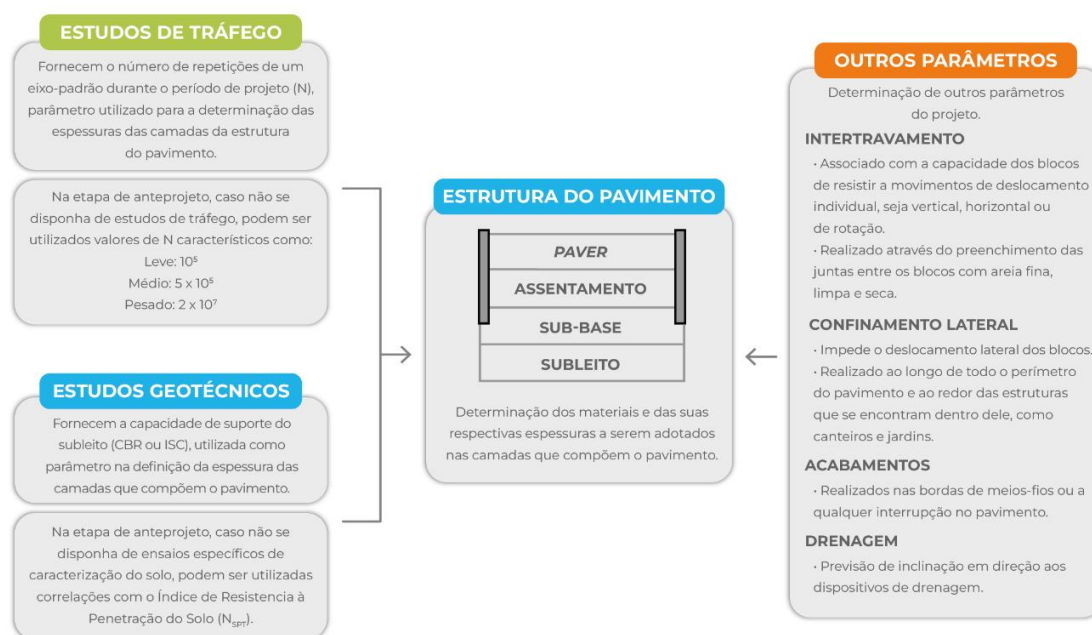 ESTUDOS DE TRÁFEGO
Fornecem o número de repetições de um
eixo-padrão durante o período de projeto (N),
parâmetro utilizado para a determinação das
espessuras das camadas da estrutura
do pavimento.
Na etapa de anteprojeto, caso não se
disponha de estudos de tráfego, podem ser
utilizados valores de N característicos como:
Leve: 10⁵
Médio: 5 x 10⁵
Pesado: 2 x 10⁷
ESTUDOS GEOTÉCNICOS
Fornecem a capacidade de suporte do
subleito (CBR ou ISC), utilizada como
parâmetro na definição da espessura das
camadas que compõem o pavimento.
Na etapa de anteprojeto, caso não se
disponha de ensaios específicos de
caracterização do solo, podem ser utilizadas
correlações com o Índice de Resistencia à
Penetração do Solo (N_SPT).
ESTRUTURA DO PAVIMENTO
PAVER
ASSENTAMENTO
SUB-BASE
SUBLEITO
Determinação dos materiais e das suas
respectivas espessuras a serem adotados
nas camadas que compõem o pavimento.
OUTROS PARÂMETROS
Determinação de outros parâmetros
do projeto.
INTERTRAVAMENTO
• Associado com a capacidade dos blocos
de resistir a movimentos de deslocamento
individual, seja vertical, horizontal ou
de rotação.
• Realizado através do preenchimento das
juntas entre os blocos com areia fina,
limpa e seca.
CONFINAMENTO LATERAL
• Impede o deslocamento lateral dos blocos.
• Realizado ao longo de todo o perímetro
do pavimento e ao redor das estruturas
que se encontram dentro dele, como
canteiros e jardins.
ACABAMENTOS
• Realizados nas bordas de meios-fios ou a
qualquer interrupção no pavimento.
DRENAGEM
• Previsão de inclinação em direção aos
dispositivos de drenagem.